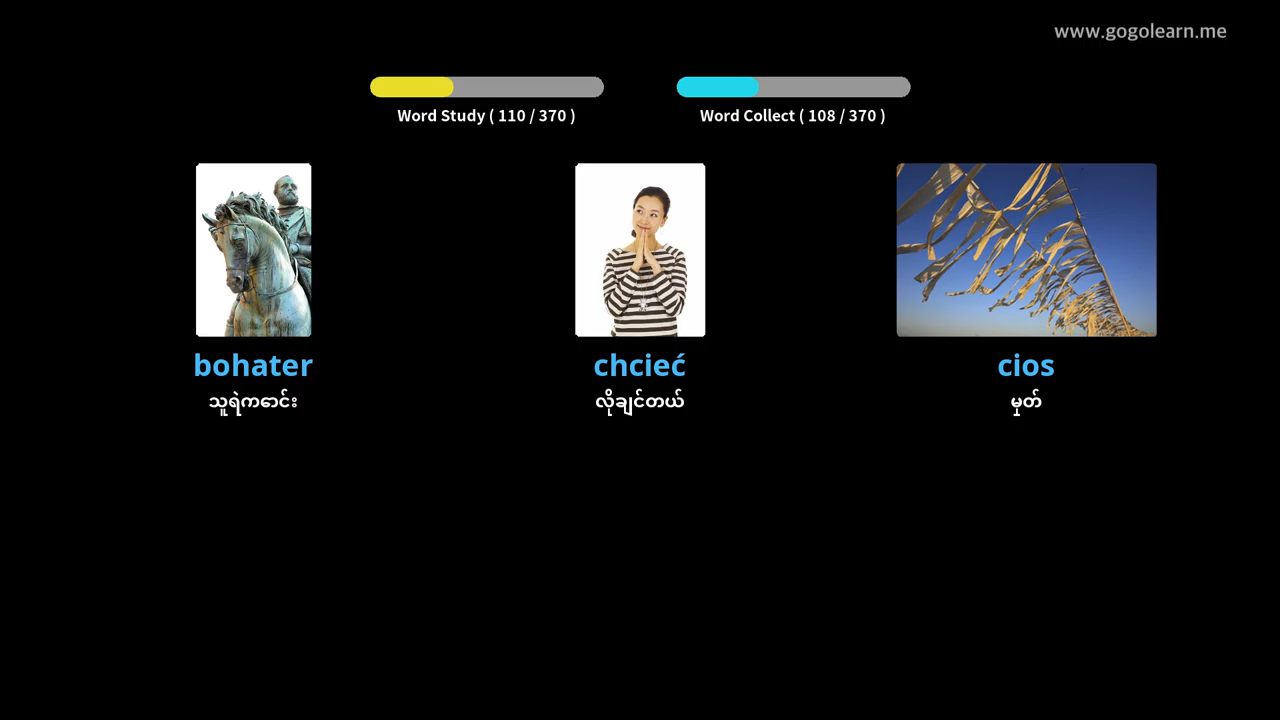 www.gogolearn.me
Word Study ( 110 / 370 )
Word Collect ( 108 / 370 )
bohater
သူရဲကောင်း
chcieć
လိုချင်တယ်
cios
မှုတ်